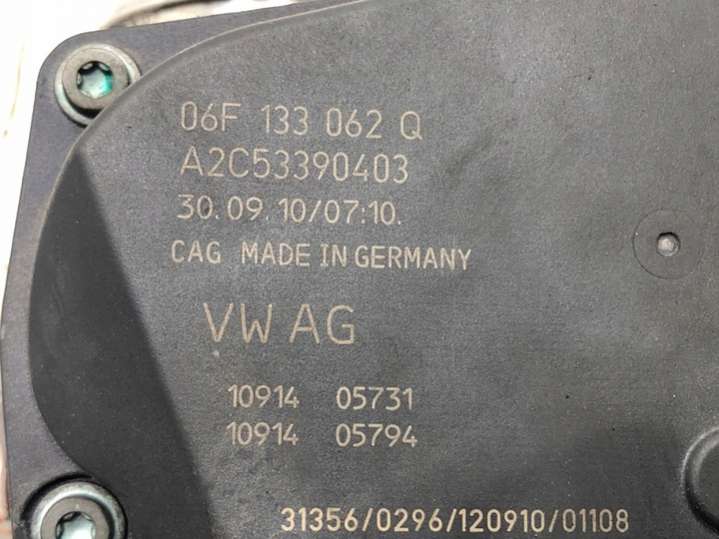 06F 133 062 Q
A2C53390403
30.09.10/07:10.
CAG MADE IN GERMANY
VW AG
10914 05731
10914 05794
31356/0296/120910/01108